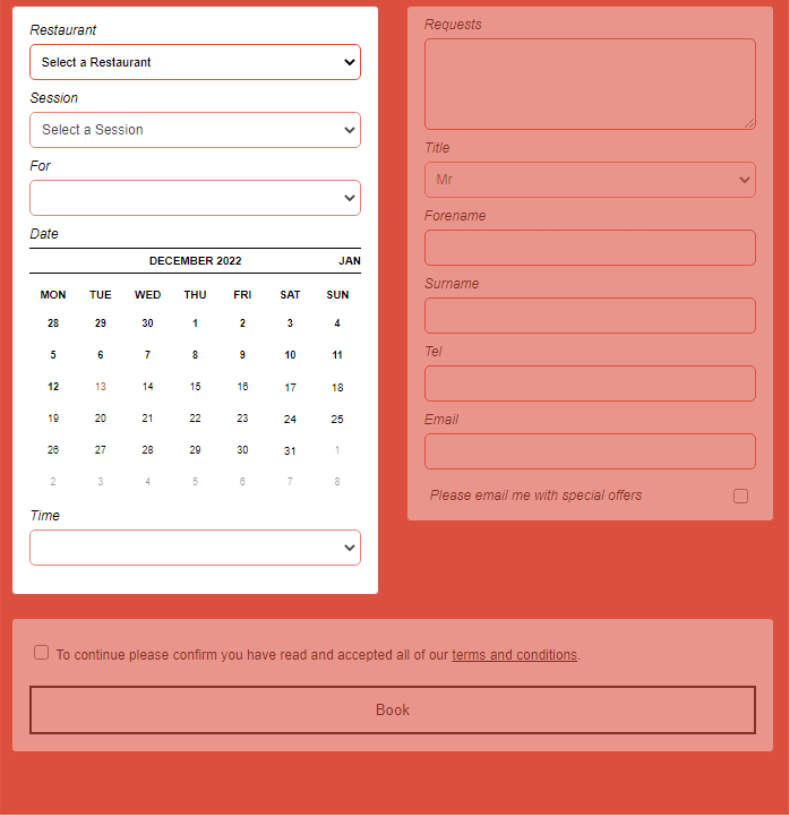 Restaurant
Select a Restaurant
Session
Select a Session
For
Date
DECEMBER 2022 JAN
MON TUE WED THU FRI SAT SUN
28 29 30 1 2 3 4
5 6 7 8 9 10 11
12 13 14 15 16 17 18
19 20 21 22 23 24 25
26 27 28 29 30 31 1
2 3 4 5 6 7 8
Time
Requests
Title
Mr
Forename
Surname
Tel
Email
Please email me with special offers
To continue please confirm you have read and accepted all of our terms and conditions.
Book